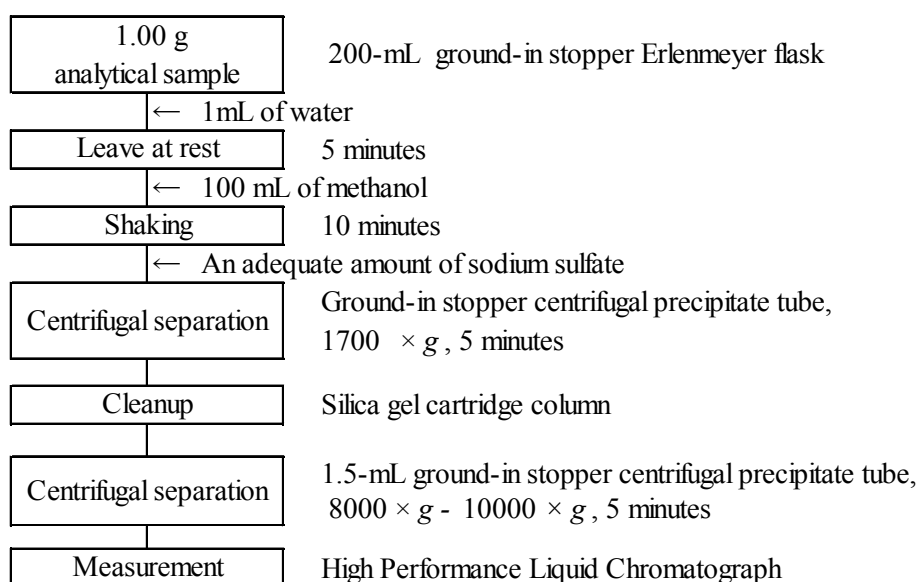 1.00 g
analytical sample
200-mL ground-in stopper Erlenmeyer flask
← 1mL of water
Leave at rest
5 minutes
← 100 mL of methanol
Shaking
10 minutes
← An adequate amount of sodium sulfate
Centrifugal separation
Ground-in stopper centrifugal precipitate tube,
1700 × g , 5 minutes
Cleanup
Silica gel cartridge column
Centrifugal separation
1.5-mL ground-in stopper centrifugal precipitate tube,
8000 × g - 10000 × g , 5 minutes
Measurement
High Performance Liquid Chromatograph